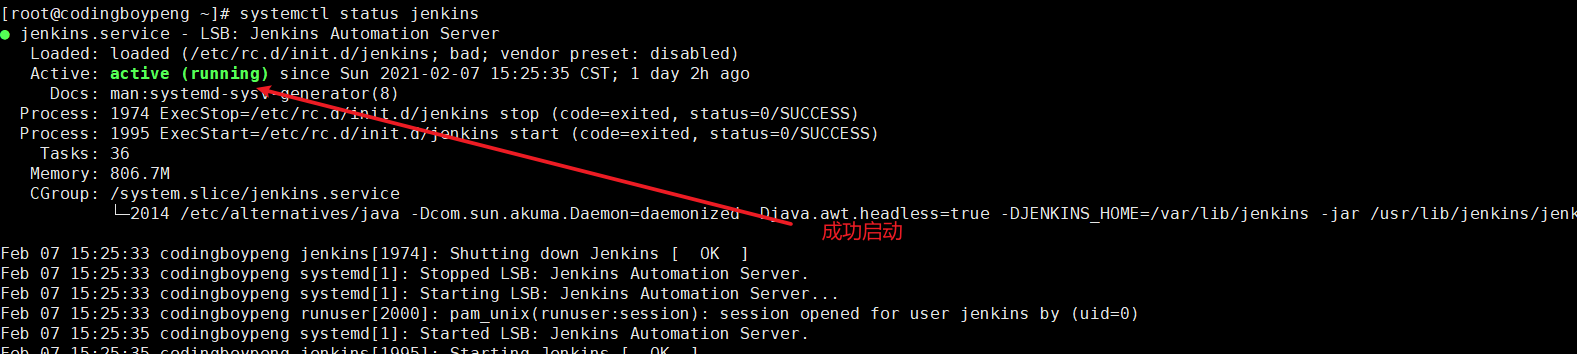 [root@codingboypeng ~]# systemctl status jenkins
● jenkins.service - LSB: Jenkins Automation Server
Loaded: loaded (/etc/rc.d/init.d/jenkins; bad; vendor preset: disabled)
Active: active (running) since Sun 2021-02-07 15:25:35 CST; 1 day 2h ago
Docs: man:systemd-sysv-generator(8)
Process: 1974 ExecStop=/etc/rc.d/init.d/jenkins stop (code=exited, status=0/SUCCESS)
Process: 1995 ExecStart=/etc/rc.d/init.d/jenkins start (code=exited, status=0/SUCCESS)
Tasks: 36
Memory: 806.7M
CGroup: /system.slice/jenkins.service
└─2014 /etc/alternatives/java -Dcom.sun.akuma.Daemon=daemonized -Djava.awt.headless=true -DJENKINS_HOME=/var/lib/jenkins -jar /usr/lib/jenkins/jenk
成功启动
Feb 07 15:25:33 codingboypeng jenkins[1974]: Shutting down Jenkins [  OK  ]
Feb 07 15:25:33 codingboypeng systemd[1]: Stopped LSB: Jenkins Automation Server.
Feb 07 15:25:33 codingboypeng systemd[1]: Starting LSB: Jenkins Automation Server...
Feb 07 15:25:33 codingboypeng runuser[2000]: pam_unix(runuser:session): session opened for user jenkins by (uid=0)
Feb 07 15:25:35 codingboypeng systemd[1]: Started LSB: Jenkins Automation Server.
Feb 07 15:25:35 codingboypeng jenkins[1995]: Starting Jenkins [  OK  ]